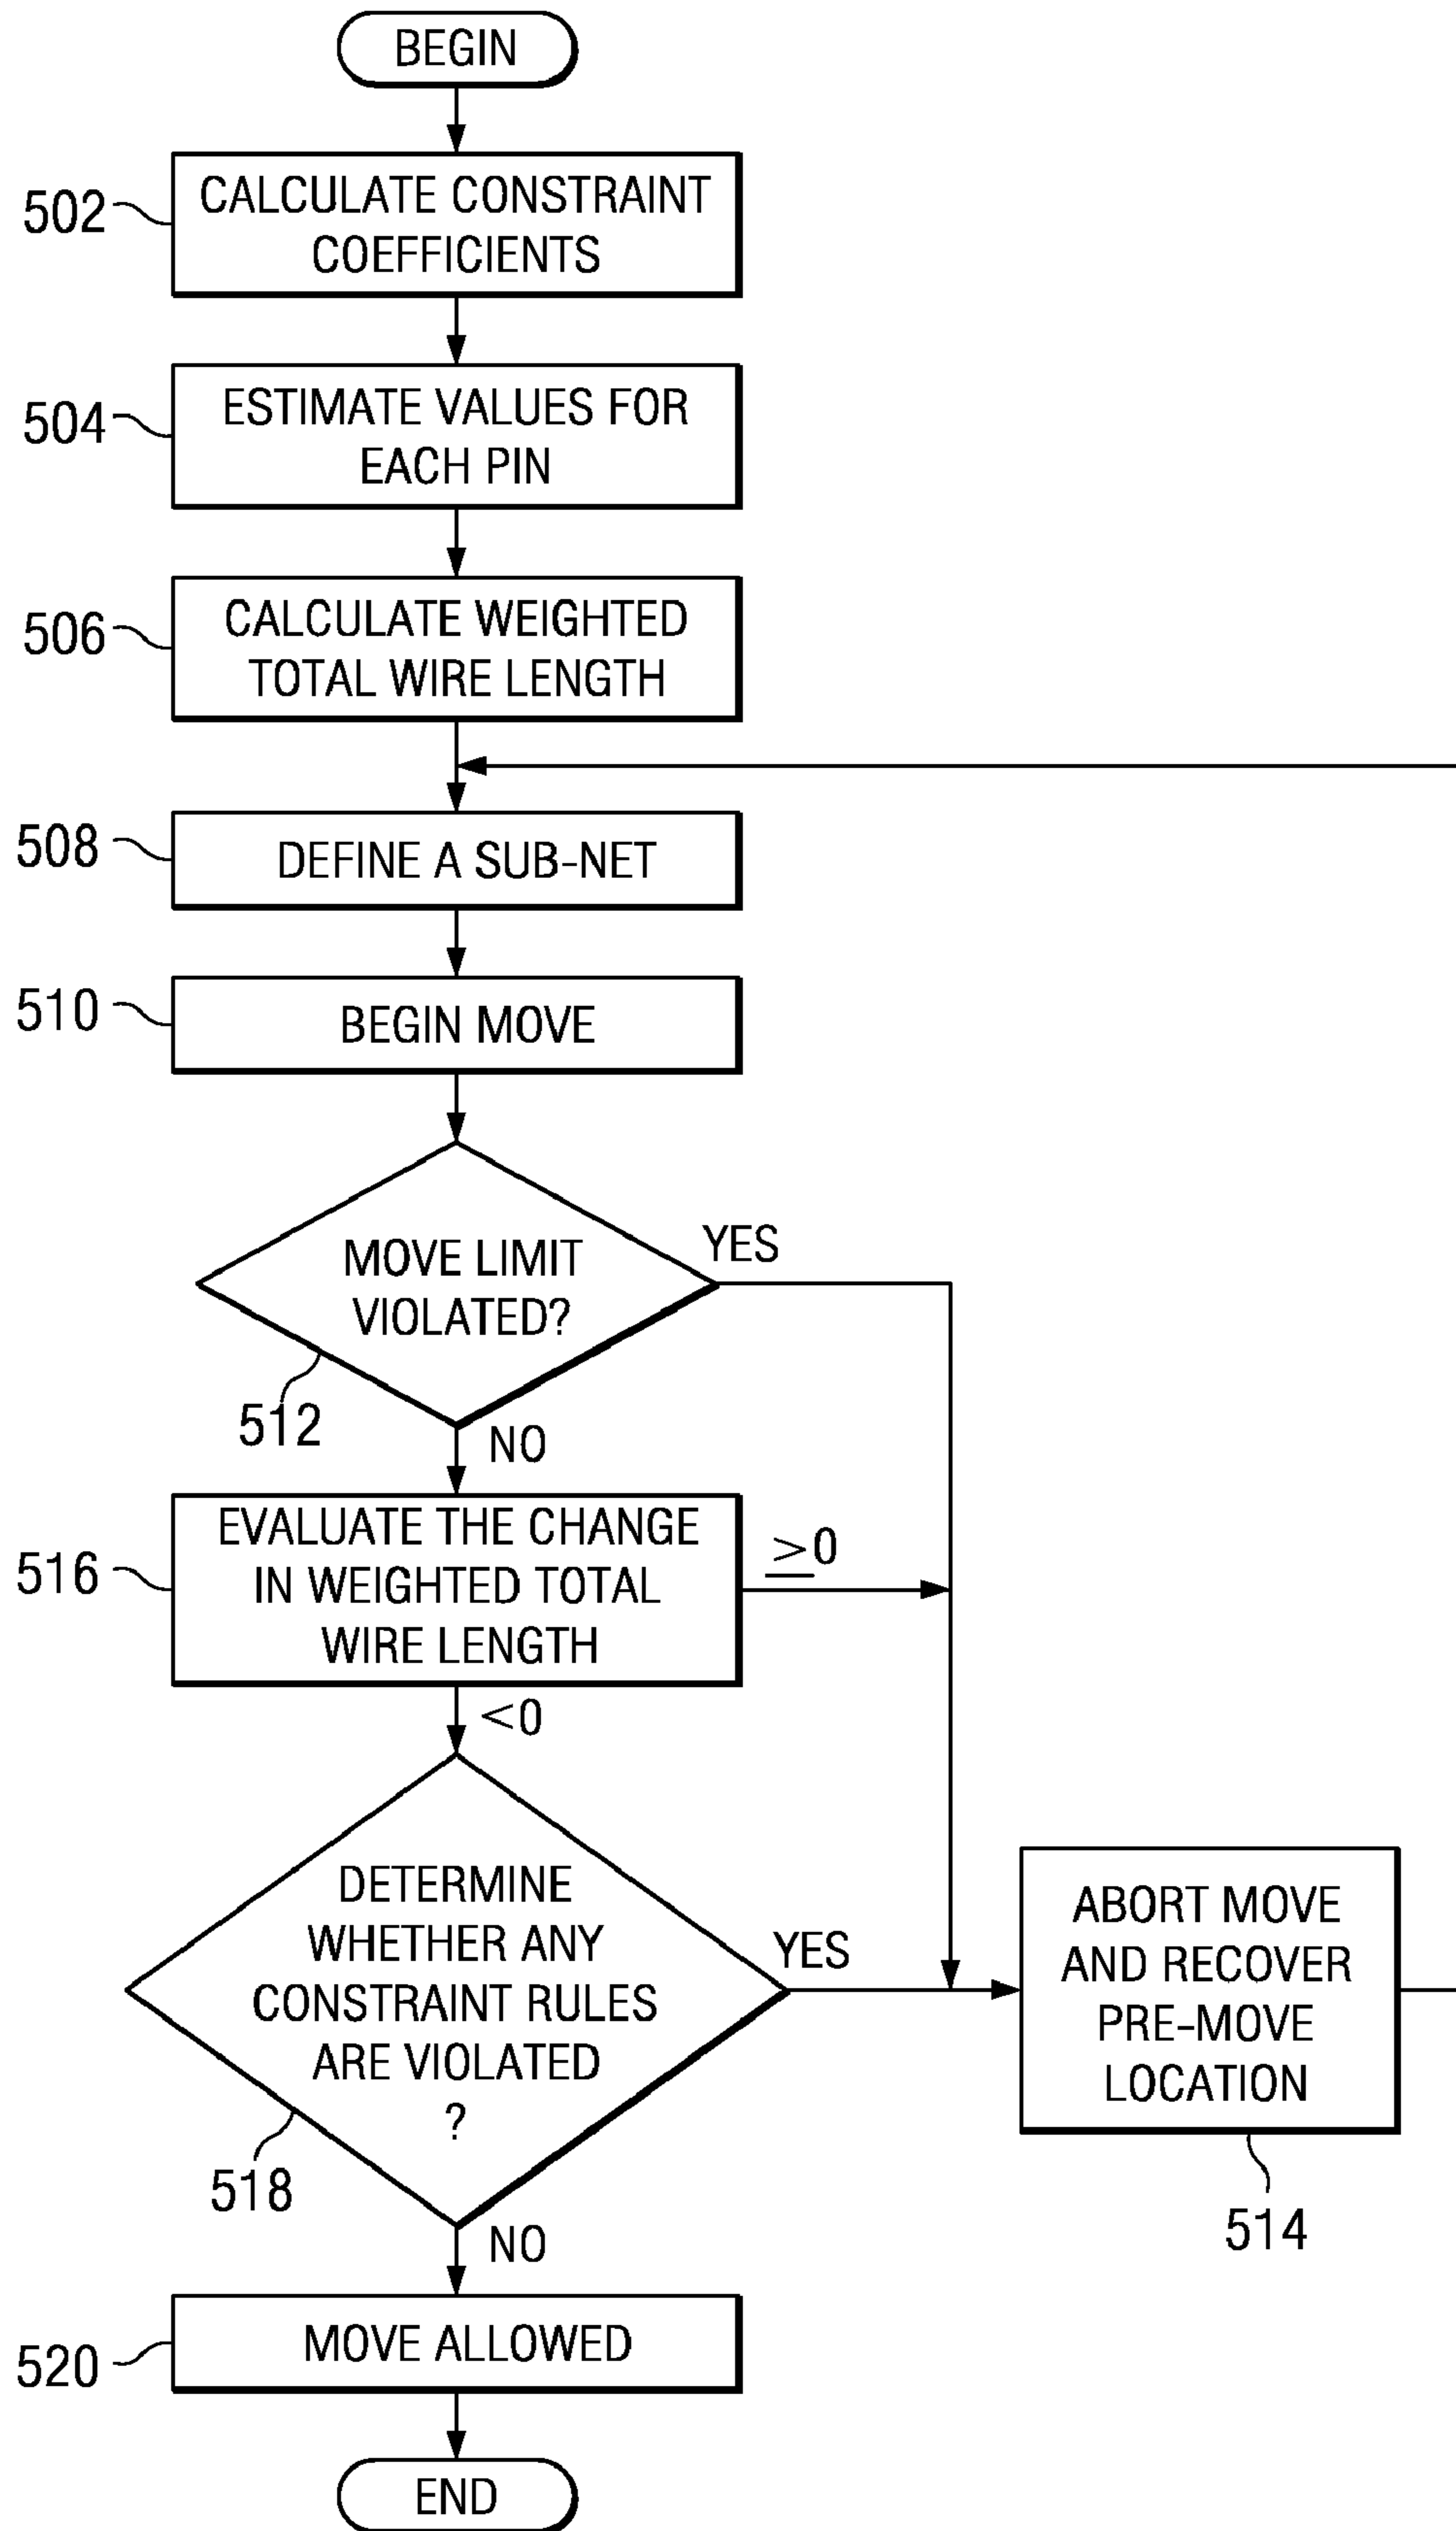 BEGIN
502
CALCULATE CONSTRAINT
COEFFICIENTS
504
ESTIMATE VALUES FOR
EACH PIN
506
CALCULATE WEIGHTED
TOTAL WIRE LENGTH
508
DEFINE A SUB-NET
510
BEGIN MOVE
MOVE LIMIT
VIOLATED?
YES
512
NO
516
EVALUATE THE CHANGE
IN WEIGHTED TOTAL
WIRE LENGTH
≥0
<0
DETERMINE
WHETHER ANY
CONSTRAINT RULES
ARE VIOLATED
?
YES
518
NO
ABORT MOVE
AND RECOVER
PRE-MOVE
LOCATION
514
520
MOVE ALLOWED
END